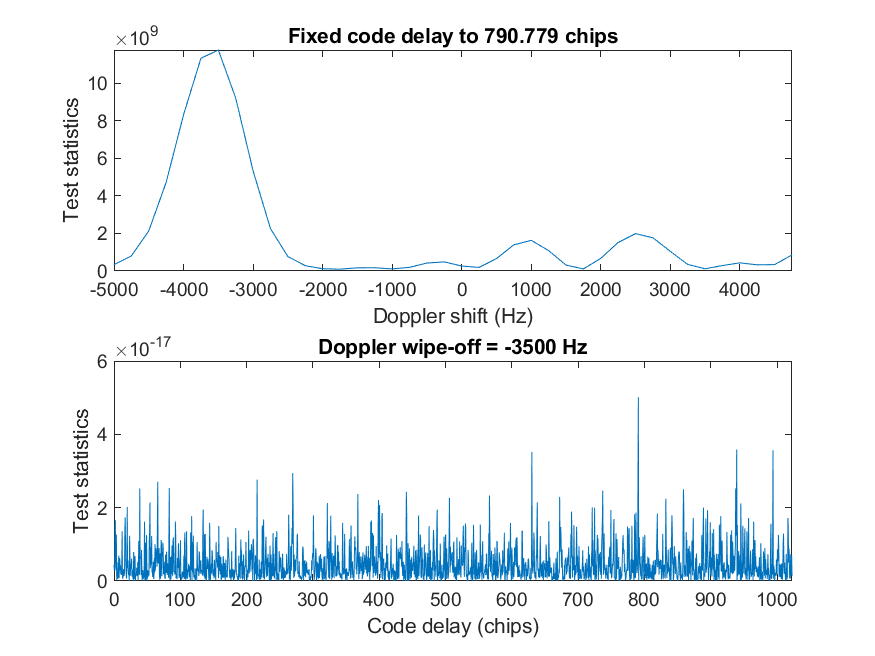 ×10^9
Fixed code delay to 790.779 chips
Test statistics
10
8
6
4
2
0
-5000 -4000 -3000 -2000 -1000 0 1000 2000 3000 4000
Doppler shift (Hz)
×10^-17
Doppler wipe-off = -3500 Hz
Test statistics
6
4
2
0
0 100 200 300 400 500 600 700 800 900 1000
Code delay (chips)